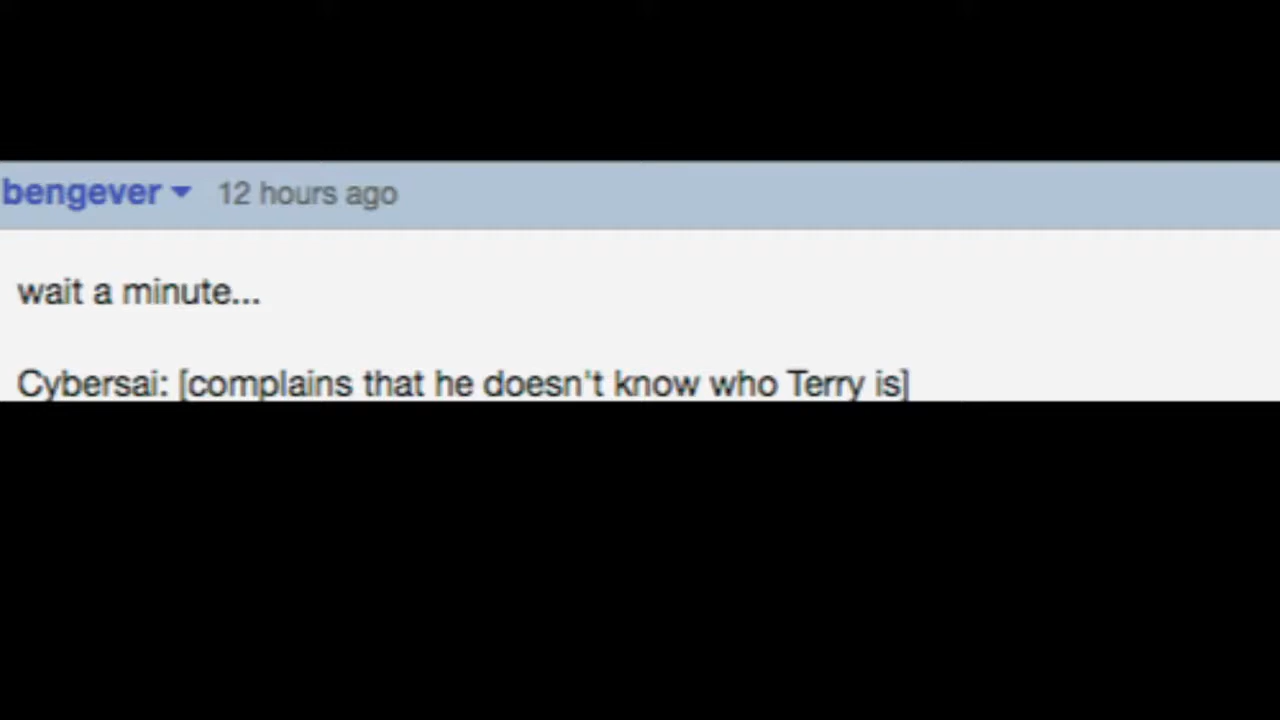 bengever 12 hours ago
wait a minute...
Cybersai: [complains that he doesn't know who Terry is]